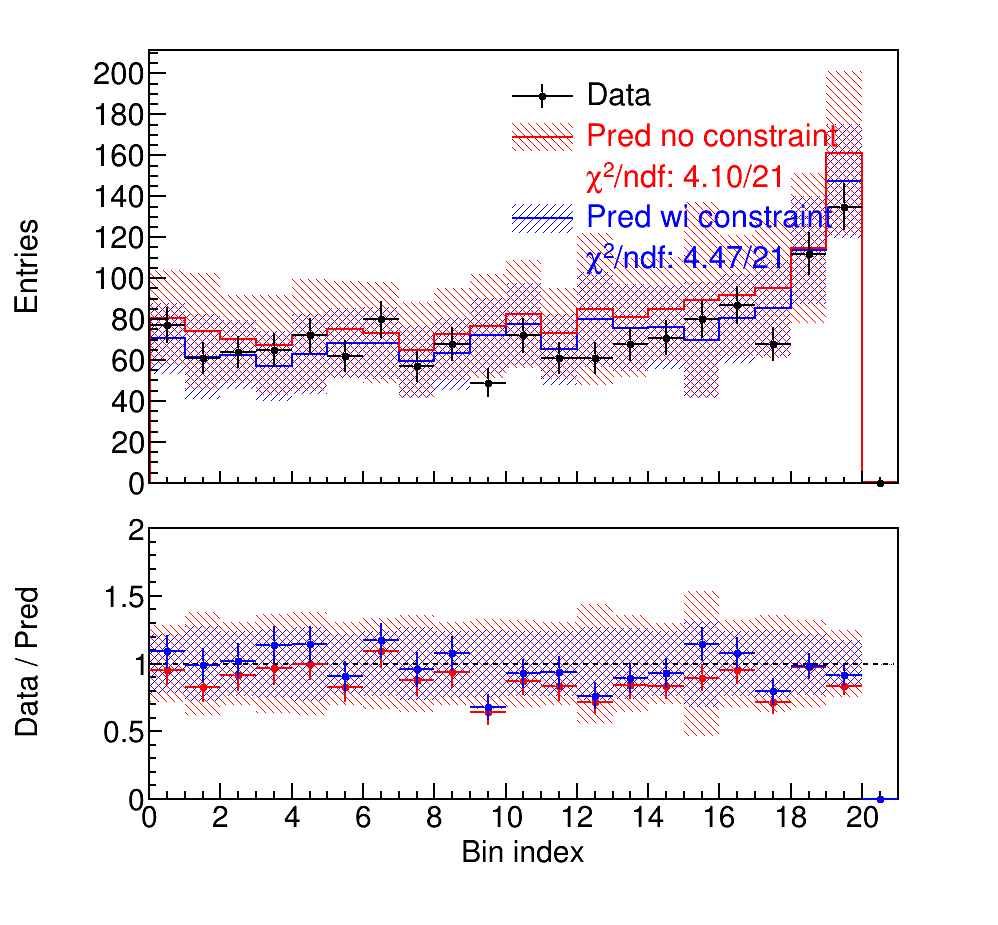 Entries
200
180
160
140
120
100
80
60
40
20
0
Data
Pred no constraint
χ²/ndf: 4.10/21
Pred wi constraint
χ²/ndf: 4.47/21
Data / Pred
2
1.5
1
0.5
0
0 2 4 6 8 10 12 14 16 18 20
Bin index